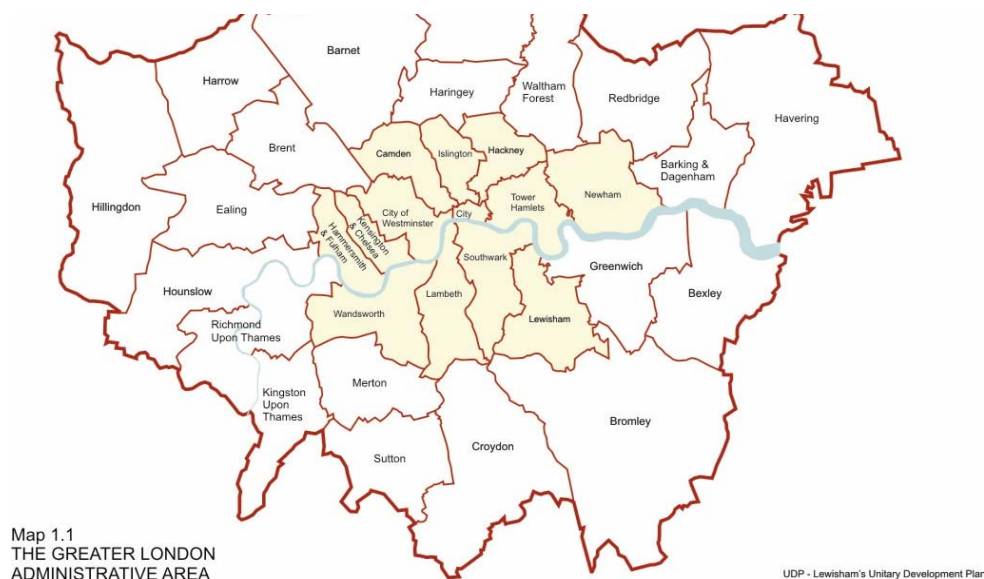 Barnet
Harrow
Haringey
Waltham
Forest
Redbridge
Havering
Brent
Camden
Islington
Hackney
Barking &
Dagenham
Hillingdon
Ealing
City of
Westminster
City
Tower
Hamlets
Newham
Kensington
& Chelsea
Hammersmith
& Fulham
Southwark
Greenwich
Hounslow
Lambeth
Bexley
Wandsworth
Lewisham
Richmond
Upon Thames
Merton
Kingston
Upon
Thames
Bromley
Croydon
Sutton
Map 1.1
THE GREATER LONDON
ADMINISTRATIVE AREA
UDP - Lewisham's Unitary Development Plan